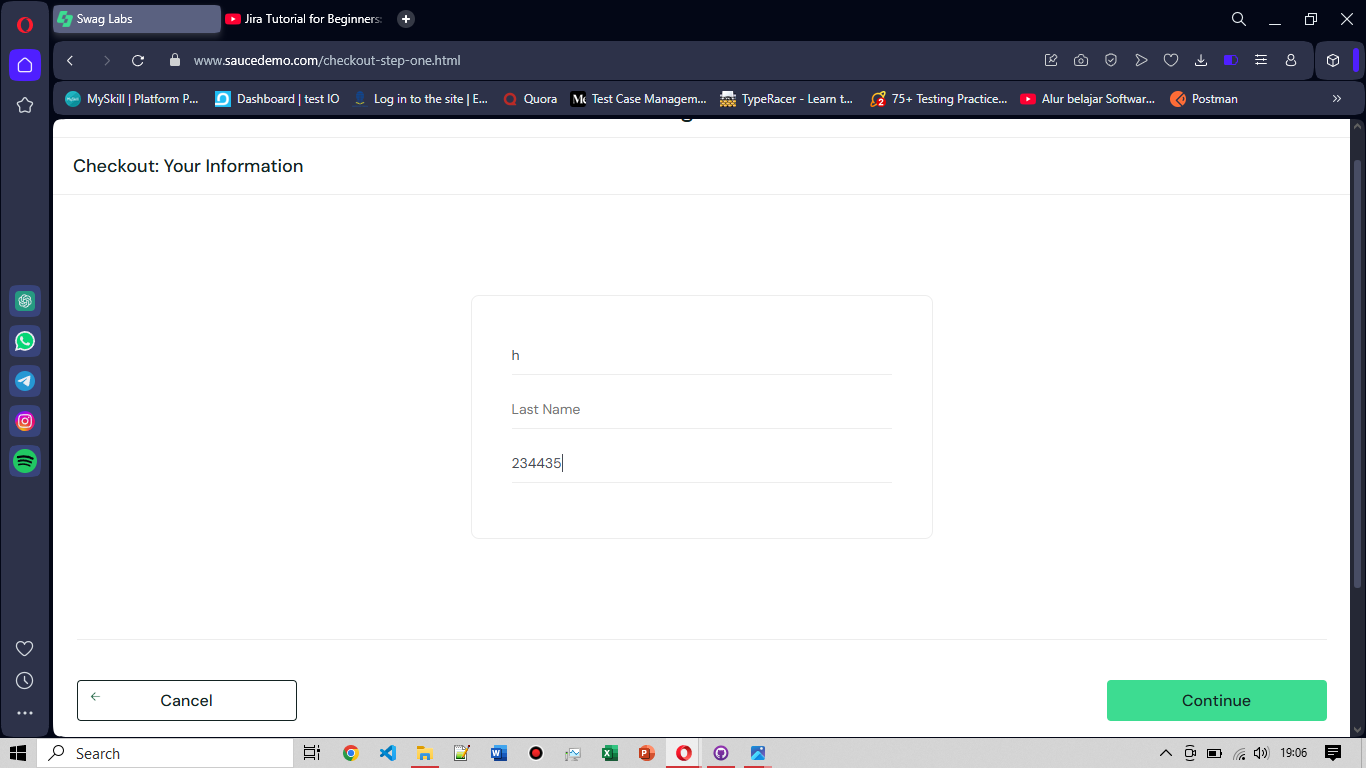 Swag Labs
Jira Tutorial for Beginners:
www.saucedemo.com/checkout-step-one.html
MySkill | Platform P...
Dashboard | test IO
Log in to the site | E...
Quora
Test Case Managem...
TypeRacer - Learn t...
75+ Testing Practice...
Alur belajar Softwar...
Postman
Checkout: Your Information
h
Last Name
234435
Cancel
Continue
Search
19:06